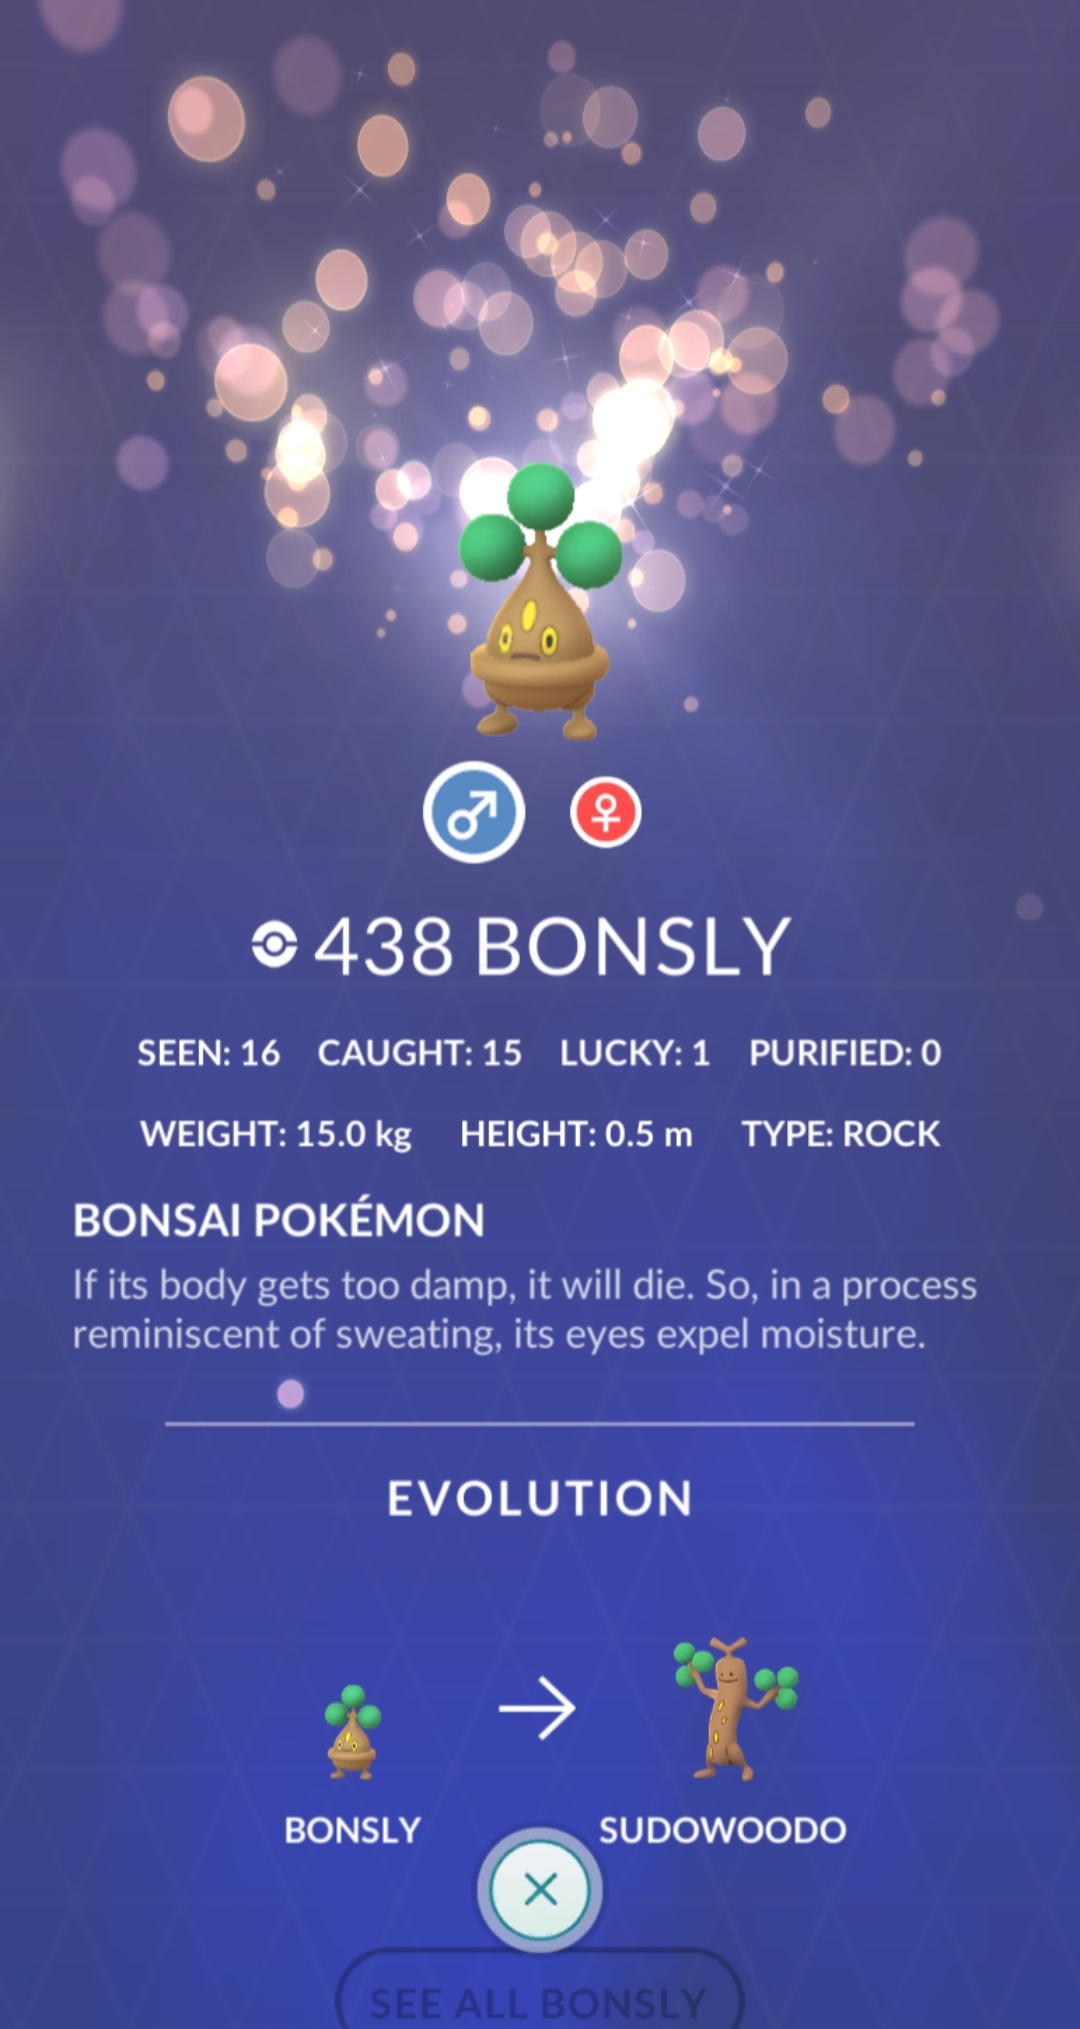 438 BONSLY
SEEN: 16 CAUGHT: 15 LUCKY: 1 PURIFIED: 0
WEIGHT: 15.0 kg HEIGHT: 0.5 m TYPE: ROCK
BONSAI POKÉMON
If its body gets too damp, it will die. So, in a process
reminiscent of sweating, its eyes expel moisture.
EVOLUTION
BONSLY SUDOWOODO
SEE ALL BONSLY